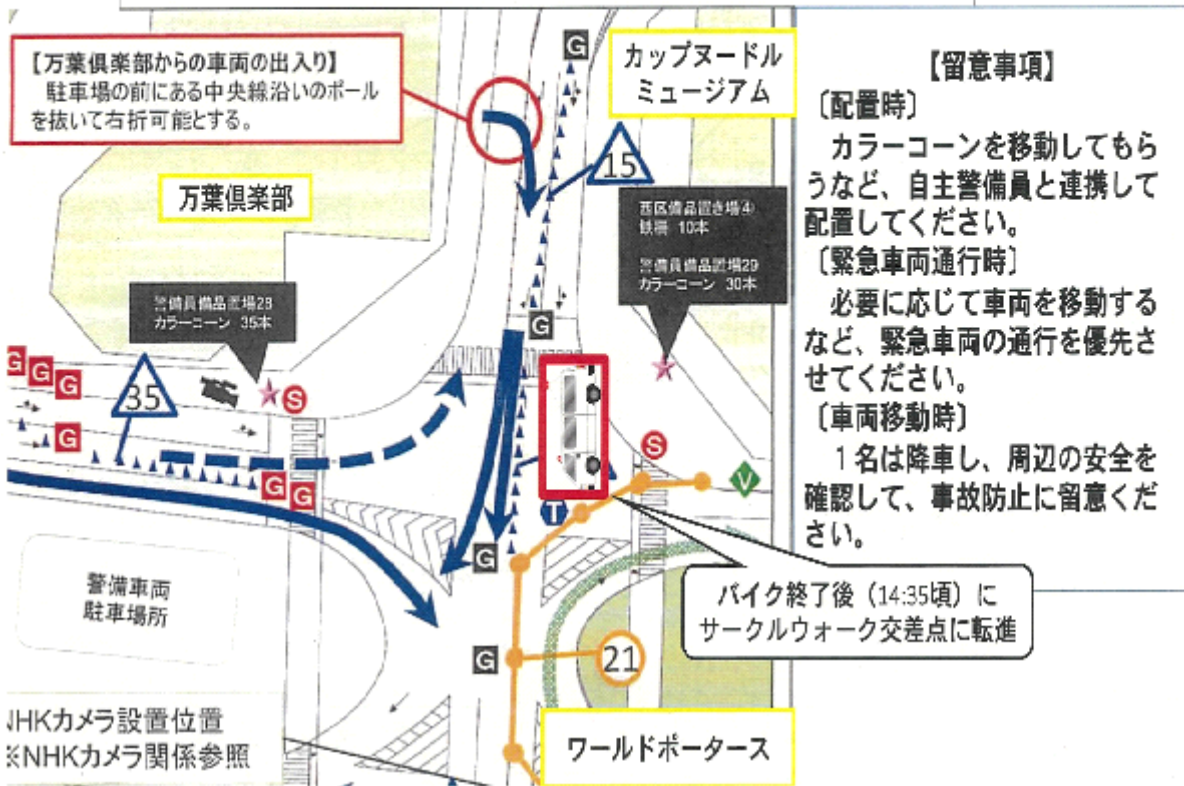 【万葉倶楽部からの車両の出入り】
駐車場の前にある中央線沿いのポール
を抜いて右折可能とする。
G
カップヌードル
ミュージアム
【留意事項】
〔配置時〕
カラーコーンを移動してもら
うなど、自主警備員と連携して
配置してください。
〔緊急車両通行時〕
必要に応じて車両を移動する
など、緊急車両の通行を優先さ
せてください。
〔車両移動時〕
1名は降車し、周辺の安全を
確認して、事故防止に留意くだ
さい。
15
万葉倶楽部
西区備品置き場④
鉄柵 10本
警備員備品置場29
カラーコーン 30本
警備員備品置場28
カラーコーン 35本
G
G
G
G
35
S
G
G
G
S
V
T
G
バイク終了後（14:35頃）に
サークルウォーク交差点に転進
警備車両
駐車場所
G
21
NHKカメラ設置位置
※NHKカメラ関係参照
ワールドポーターズ